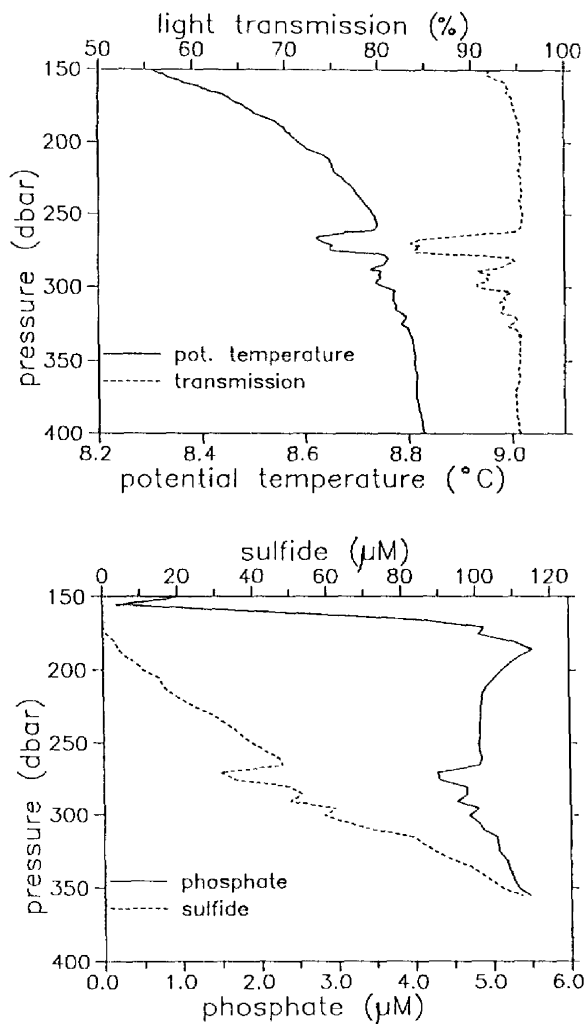 light transmission (%)
50 60 70 80 90 100
150
200
250
300
350
400
pressure (dbar)
pot. temperature
transmission
8.2 8.4 8.6 8.8 9.0
potential temperature (°C)
sulfide (μM)
0 20 40 60 80 100 120
150
200
250
300
350
400
pressure (dbar)
phosphate
sulfide
0.0 1.0 2.0 3.0 4.0 5.0 6.0
phosphate (μM)